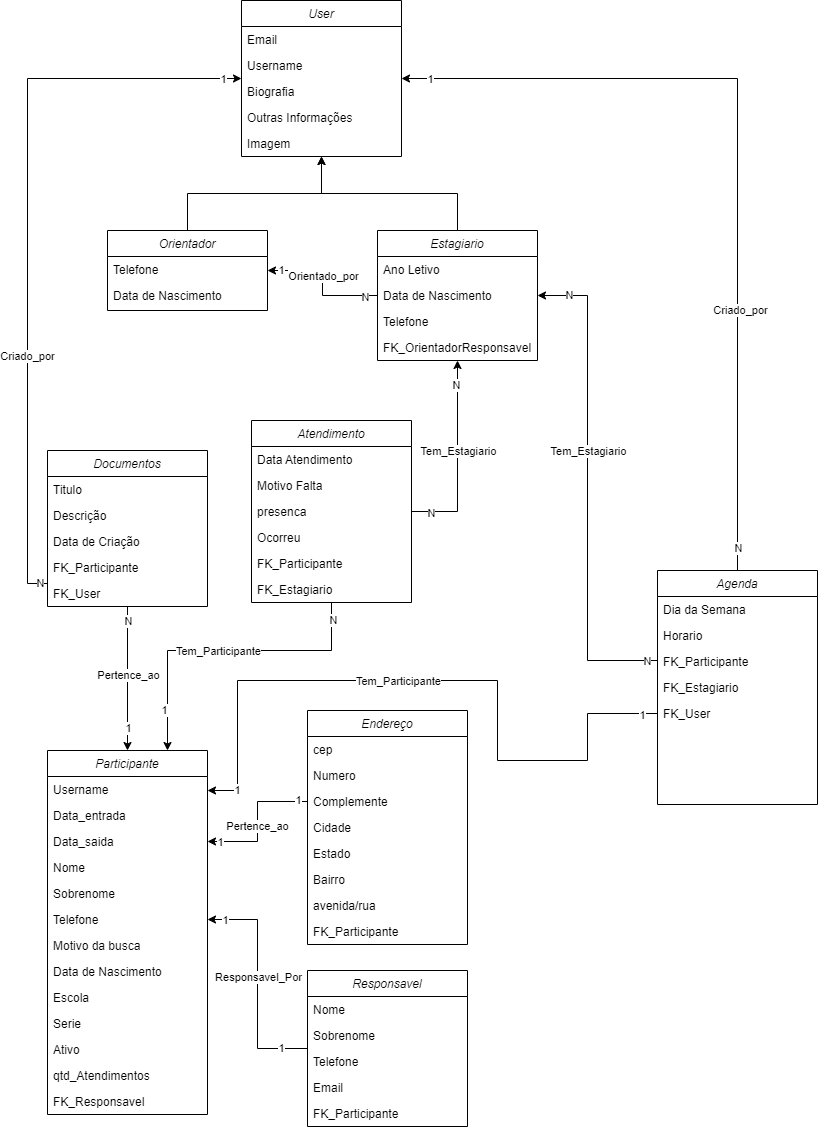 User
Email
Username
Biografia
Outras Informações
Imagem
1
1
Orientador
Telefone
Data de Nascimento
1
Orientado_por
N
Estagiario
Ano Letivo
Data de Nascimento
Telefone
FK_OrientadorResponsavel
N
Criado_por
Criado_por
N
Tem_Estagiario
Tem_Estagiario
Atendimento
Data Atendimento
Motivo Falta
presenca
Ocorreu
FK_Participante
FK_Estagiario
N
N
Documentos
Titulo
Descrição
Data de Criação
FK_Participante
FK_User
N
N
Pertence_ao
1
Tem_Participante
1
N
Agenda
Dia da Semana
Horario
FK_Participante
FK_Estagiario
FK_User
N
1
Tem_Participante
1
Participante
Username
Data_entrada
Data_saida
Nome
Sobrenome
Telefone
Motivo da busca
Data de Nascimento
Escola
Serie
Ativo
qtd_Atendimentos
FK_Responsavel
1
Pertence_ao
1
Endereço
cep
Numero
Complemente
Cidade
Estado
Bairro
avenida/rua
FK_Participante
1
Responsavel_Por
1
Responsavel
Nome
Sobrenome
Telefone
Email
FK_Participante